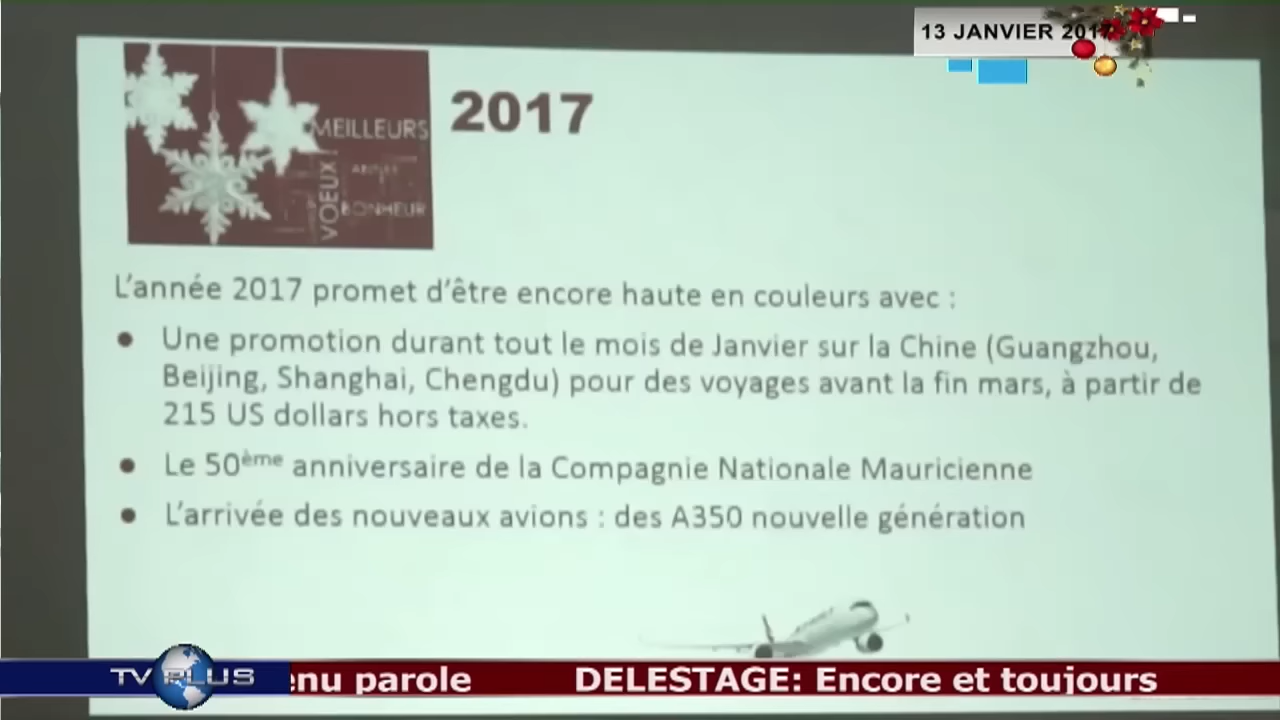 13 JANVIER 2017
2017
MEILLEURS
VOEUX !
BONHEUR
L'année 2017 promet d'être encore haute en couleurs avec :
● Une promotion durant tout le mois de Janvier sur la Chine (Guangzhou,
Beijing, Shanghai, Chengdu) pour des voyages avant la fin mars, à partir de
215 US dollars hors taxes.
● Le 50ème anniversaire de la Compagnie Nationale Mauricienne
● L'arrivée des nouveaux avions : des A350 nouvelle génération
TV PLUS
enu parole DELESTAGE: Encore et toujours